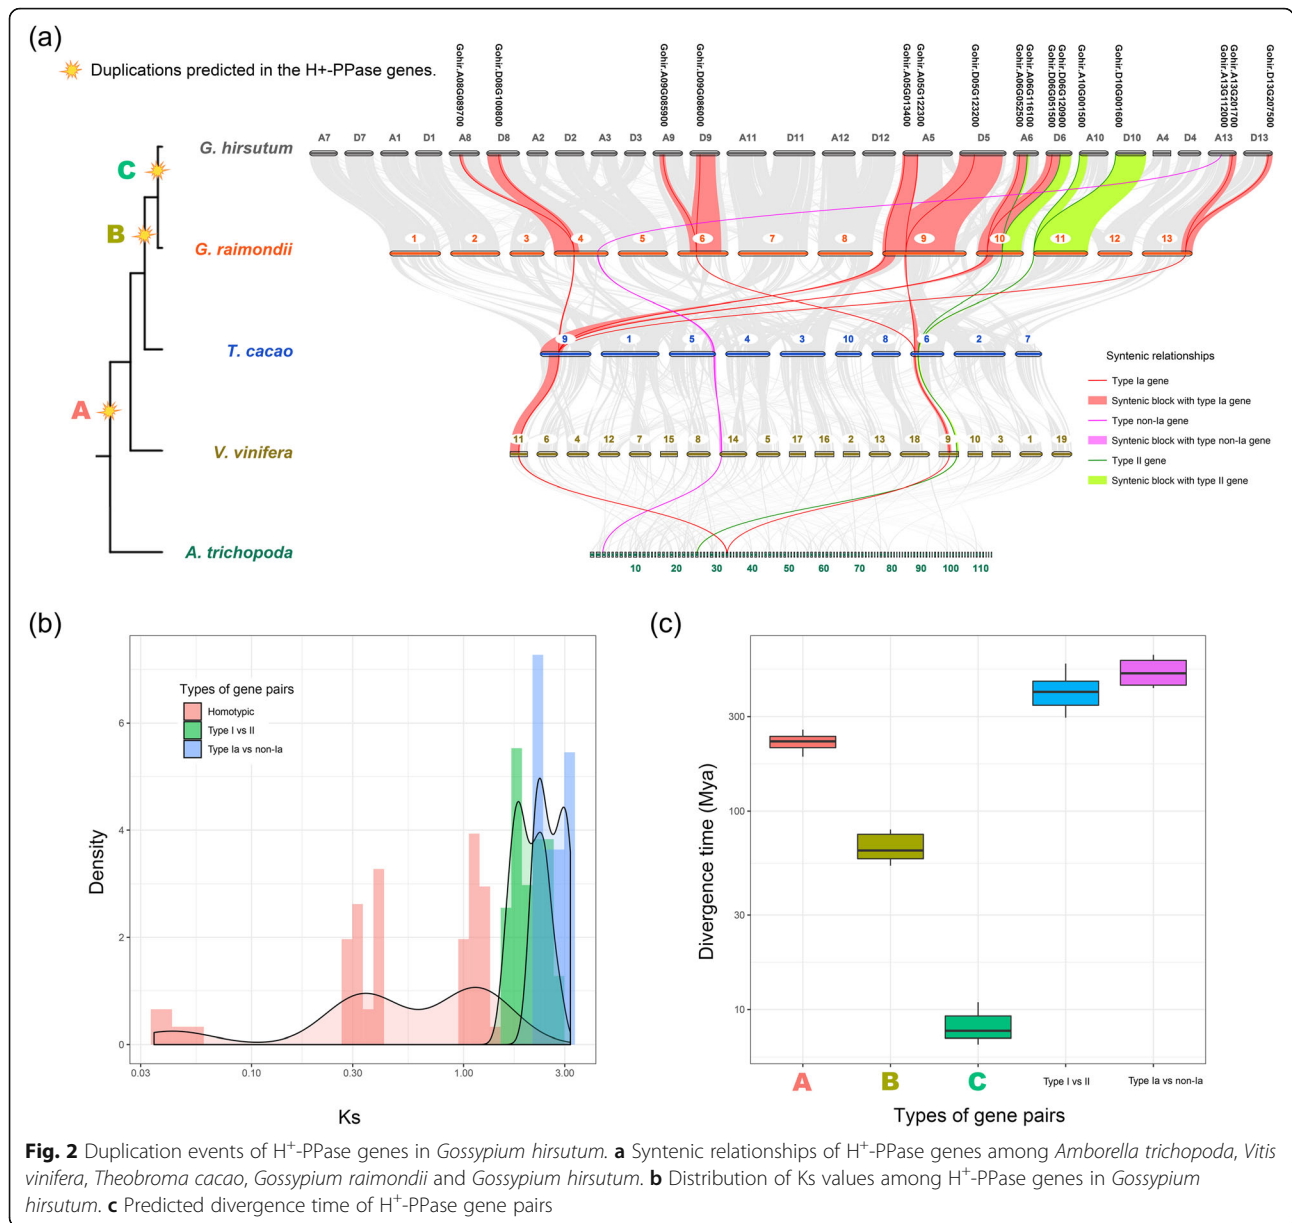 (a)
Duplications predicted in the H+-PPase genes.
Gohir.A08G089700
Gohir.D08G100800
Gohir.A09G085900
Gohir.D09G086000
Gohir.A05G013400
Gohir.A05G122300
Gohir.D05G123200
Gohir.A06G052500
Gohir.A06G116100
Gohir.D06G051500
Gohir.D06G120900
Gohir.A10G001500
Gohir.D10G001600
Gohir.A13G112000
Gohir.A13G201700
Gohir.D13G207500
G. hirsutum
A7 D7 A1 D1 A8 D8 A2 D2 A3 D3 A9 D9 A11 D11 A12 D12 A5 D5 A6 D6 A10 D10 A4 D4 A13 D13
C
B
G. raimondii
1 2 3 4 5 6 7 8 9 10 11 12 13
T. cacao
9 1 5 4 3 10 8 6 2 7
A
V. vinifera
11 6 4 12 7 15 8 14 5 17 16 2 13 18 9 10 3 1 19
A. trichopoda
10 20 30 40 50 60 70 80 90 100 110
Syntenic relationships
Type Ia gene
Syntenic block with type Ia gene
Type non-Ia gene
Syntenic block with type non-Ia gene
Type II gene
Syntenic block with type II gene
(b)
Types of gene pairs
Homotypic
Type I vs II
Type Ia vs non-Ia
Density
6
4
2
0
0.03 0.10 0.30 1.00 3.00
Ks
(c)
Divergence time (Mya)
300
100
30
10
A B C Type I vs II Type Ia vs non-Ia
Types of gene pairs
Fig. 2 Duplication events of H⁺-PPase genes in Gossypium hirsutum. a Syntenic relationships of H⁺-PPase genes among Amborella trichopoda, Vitis
vinifera, Theobroma cacao, Gossypium raimondii and Gossypium hirsutum. b Distribution of Ks values among H⁺-PPase genes in Gossypium
hirsutum. c Predicted divergence time of H⁺-PPase gene pairs